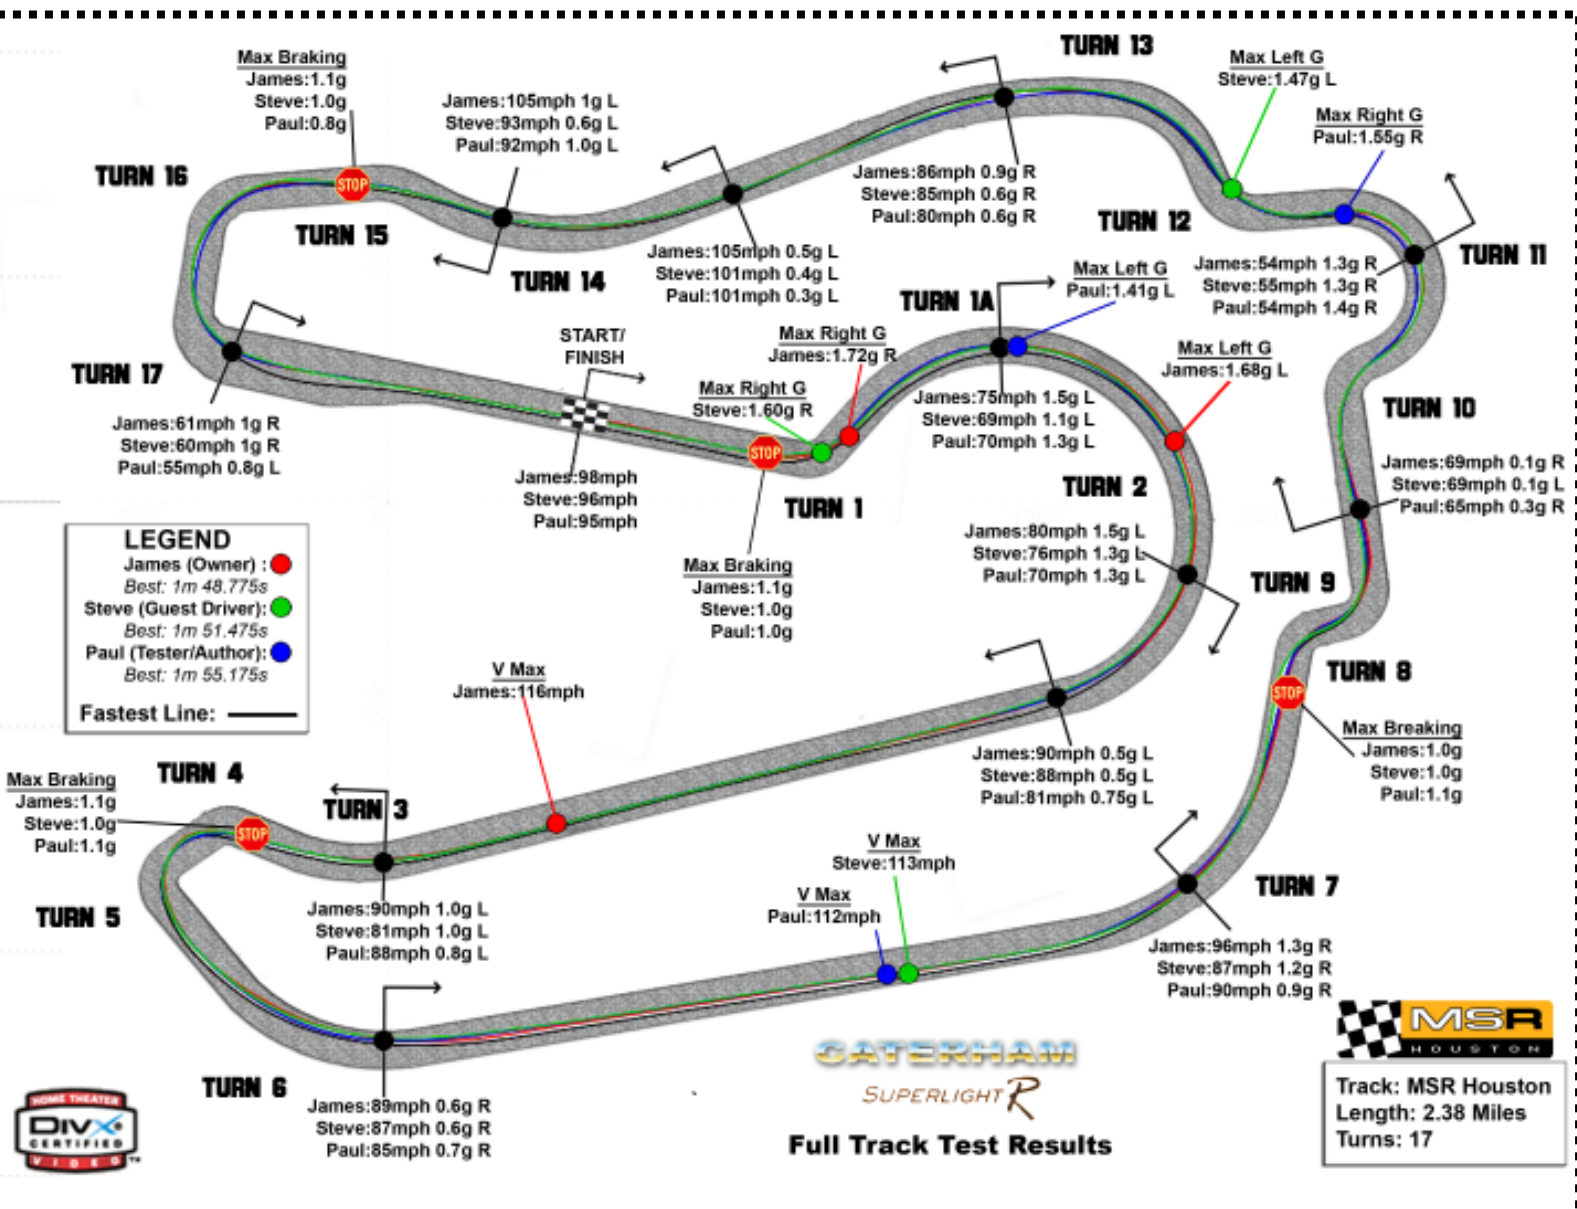 TURN 13
Max Braking
James:1.1g
Steve:1.0g
Paul:0.8g
James:105mph 1g L
Steve:93mph 0.6g L
Paul:92mph 1.0g L
Max Left G
Steve:1.47g L
Max Right G
Paul:1.55g R
TURN 16
STOP
TURN 15
TURN 14
James:86mph 0.9g R
Steve:85mph 0.6g R
Paul:80mph 0.6g R
TURN 12
TURN 11
James:105mph 0.5g L
Steve:101mph 0.4g L
Paul:101mph 0.3g L
James:54mph 1.3g R
Steve:55mph 1.3g R
Paul:54mph 1.4g R
Max Left G
Paul:1.41g L
TURN 1A
START/
FINISH
Max Right G
James:1.72g R
Max Left G
James:1.68g L
TURN 17
Max Right G
Steve:1.60g R
James:75mph 1.5g L
Steve:69mph 1.1g L
Paul:70mph 1.3g L
TURN 10
James:61mph 1g R
Steve:60mph 1g R
Paul:55mph 0.8g L
STOP
James:98mph
Steve:96mph
Paul:95mph
TURN 1
TURN 2
James:69mph 0.1g R
Steve:69mph 0.1g L
Paul:65mph 0.3g R
LEGEND
James (Owner) :
Best: 1m 48.775s
Steve (Guest Driver):
Best: 1m 51.475s
Paul (Tester/Author):
Best: 1m 55.175s
Fastest Line:
Max Braking
James:1.1g
Steve:1.0g
Paul:1.0g
James:80mph 1.5g L
Steve:76mph 1.3g L
Paul:70mph 1.3g L
TURN 9
TURN 8
STOP
V Max
James:116mph
Max Breaking
James:1.0g
Steve:1.0g
Paul:1.1g
James:90mph 0.5g L
Steve:88mph 0.5g L
Paul:81mph 0.75g L
TURN 4
Max Braking
James:1.1g
Steve:1.0g
Paul:1.1g
STOP
TURN 3
TURN 5
James:90mph 1.0g L
Steve:81mph 1.0g L
Paul:88mph 0.8g L
V Max
Steve:113mph
V Max
Paul:112mph
TURN 7
James:96mph 1.3g R
Steve:87mph 1.2g R
Paul:90mph 0.9g R
TURN 6
James:89mph 0.6g R
Steve:87mph 0.6g R
Paul:85mph 0.7g R
HOME THEATER
DivX
CERTIFIED
VIDEO
TM
CATERHAM
SUPERLIGHT R
Full Track Test Results
MSR
HOUSTON
Track: MSR Houston
Length: 2.38 Miles
Turns: 17